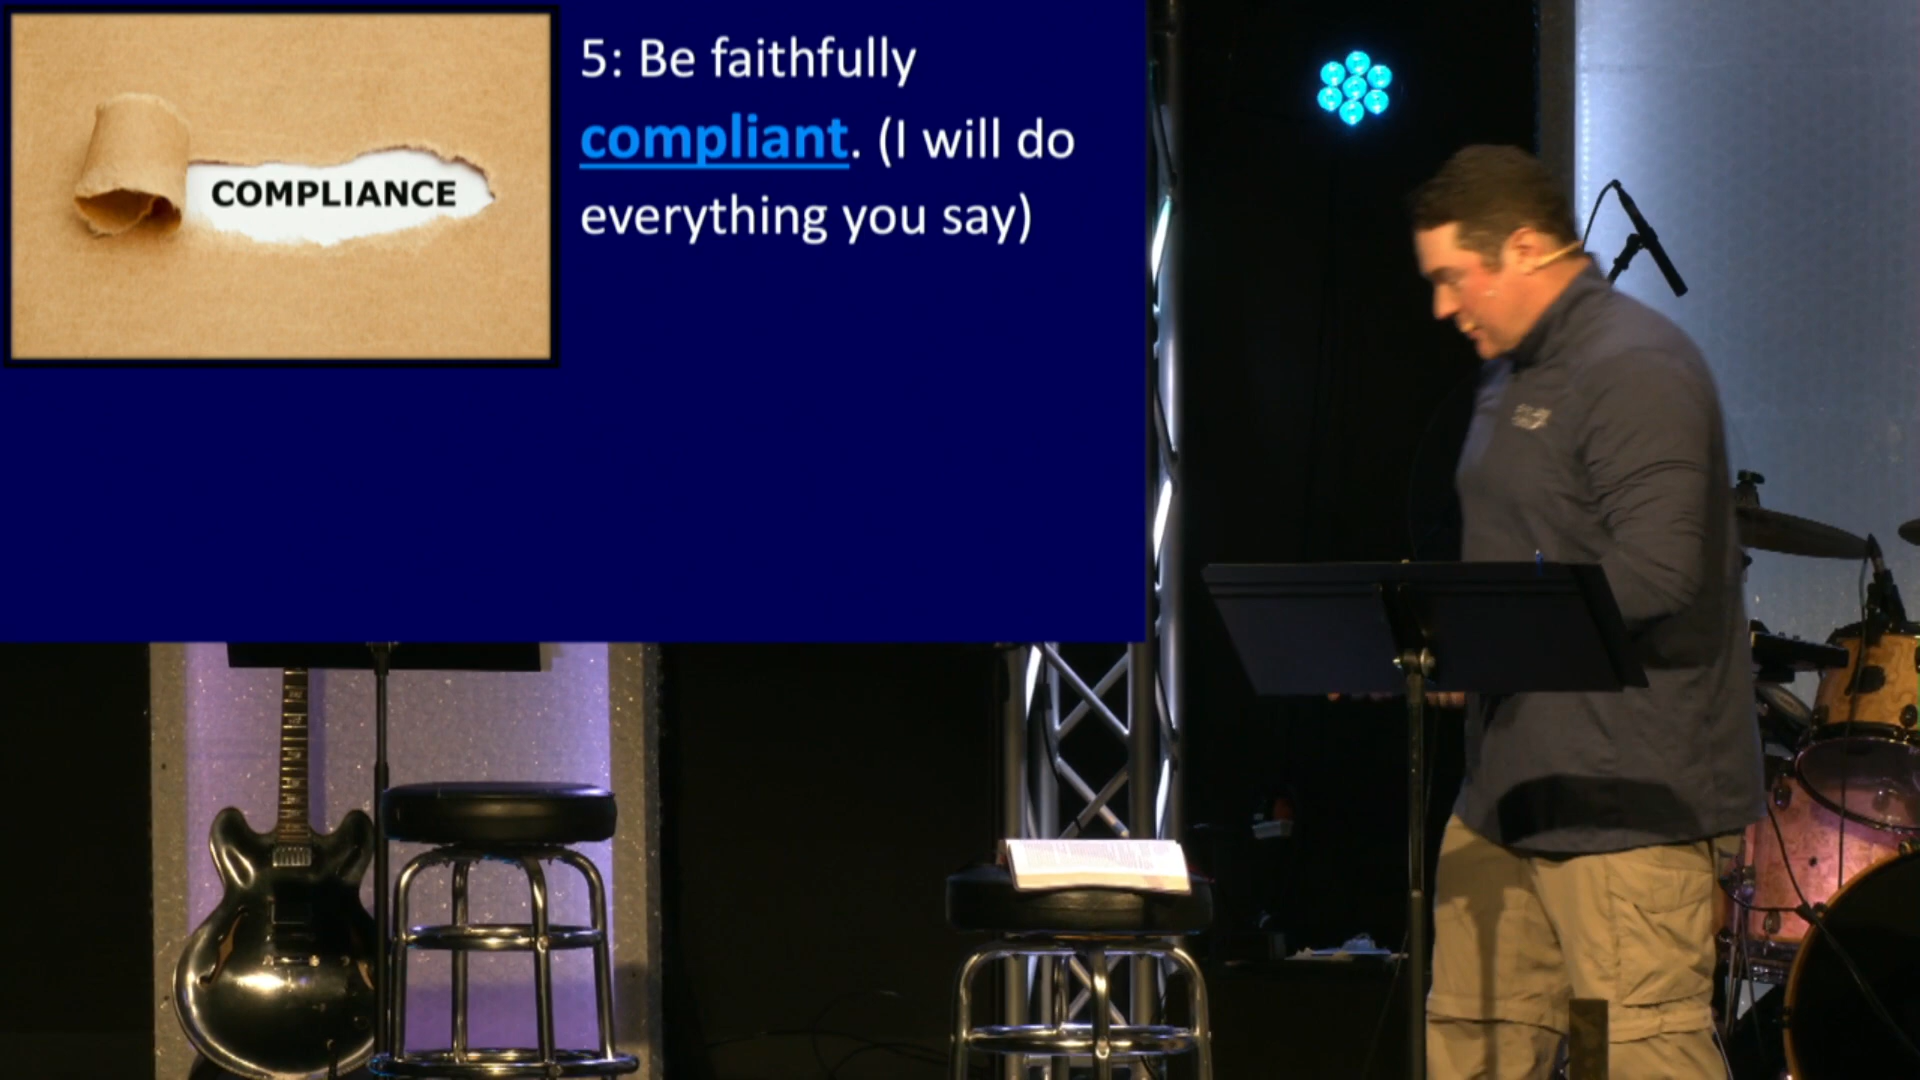 COMPLIANCE
5: Be faithfully
compliant. (I will do
everything you say)